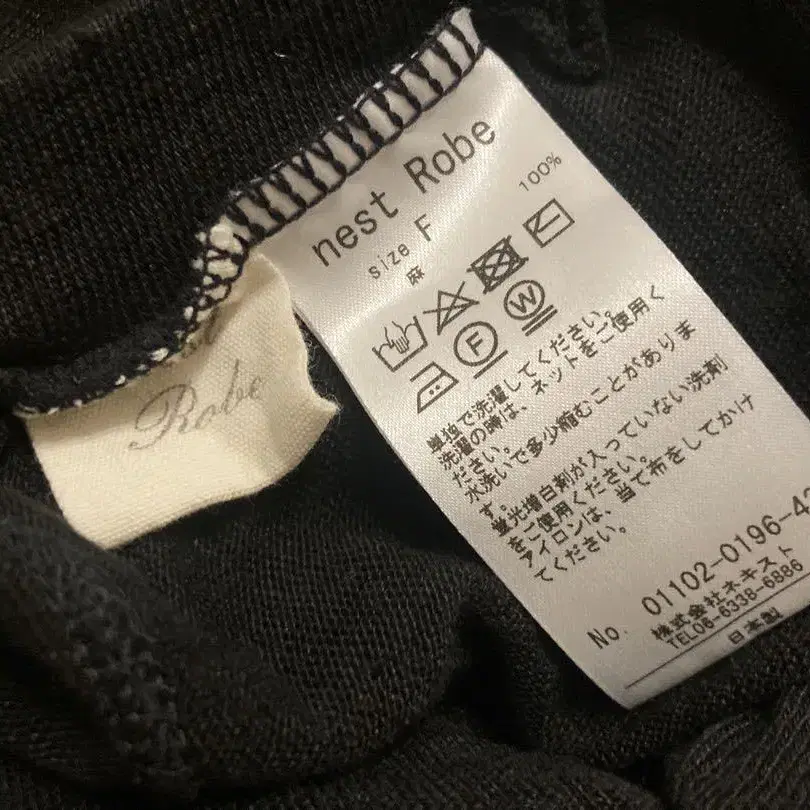 nest Robe
size F
麻 100%
F W
単独で洗濯してください。
洗濯の時は、ネットをご使用く
ださい。
水洗いで多少縮むことがありま
す。
蛍光増白剤が入っていない洗剤
をご使用ください。
アイロンは、当て布をしてかけ
てください。
No. 01102-0196-42
株式会社ネキスト
TEL06-6338-6886
日本製
Robe